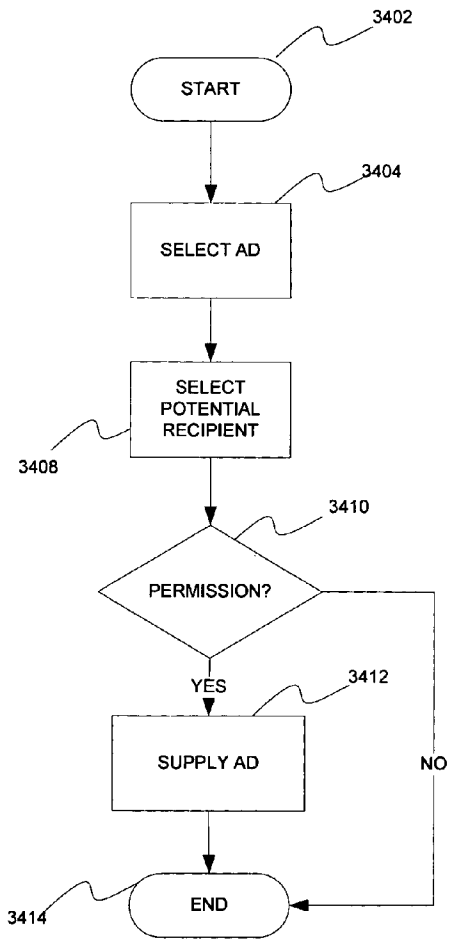 3402
START
3404
SELECT AD
SELECT
POTENTIAL
RECIPIENT
3408
3410
PERMISSION?
YES
3412
SUPPLY AD
NO
END
3414